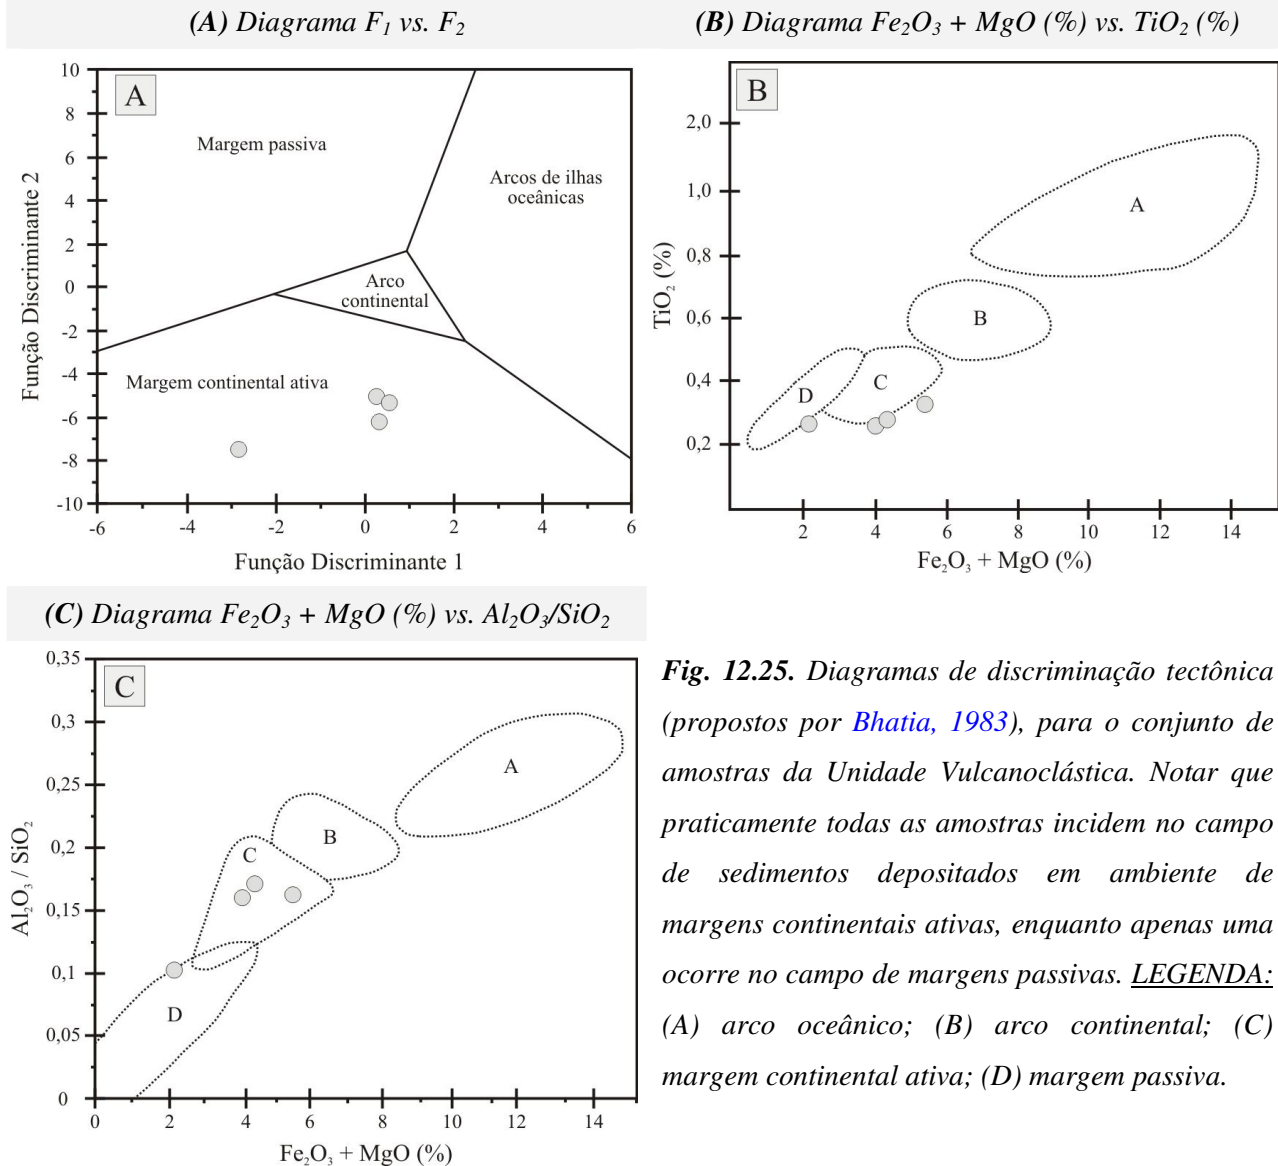 (A) Diagrama F₁ vs. F₂
(B) Diagrama Fe₂O₃ + MgO (%) vs. TiO₂ (%)
A
10
8
6
4
2
0
-2
-4
-6
-8
-10
Função Discriminante 2
Margem passiva
Arcos de ilhas
oceânicas
Arco
continental
Margem continental ativa
-6
-4
-2
0
2
4
6
Função Discriminante 1
B
2,0
1,0
0,8
0,6
0,4
0,2
TiO₂ (%)
A
B
C
D
2
4
6
8
10
12
14
Fe₂O₃ + MgO (%)
(C) Diagrama Fe₂O₃ + MgO (%) vs. Al₂O₃/SiO₂
C
0,35
0,3
0,25
0,2
0,15
0,1
0,05
0
Al₂O₃ / SiO₂
A
B
C
D
0
2
4
6
8
10
12
14
Fe₂O₃ + MgO (%)
Fig. 12.25. Diagramas de discriminação tectônica
(propostos por Bhatia, 1983), para o conjunto de
amostras da Unidade Vulcanoclástica. Notar que
praticamente todas as amostras incidem no campo
de sedimentos depositados em ambiente de
margens continentais ativas, enquanto apenas uma
ocorre no campo de margens passivas. LEGENDA:
(A) arco oceânico; (B) arco continental; (C)
margem continental ativa; (D) margem passiva.